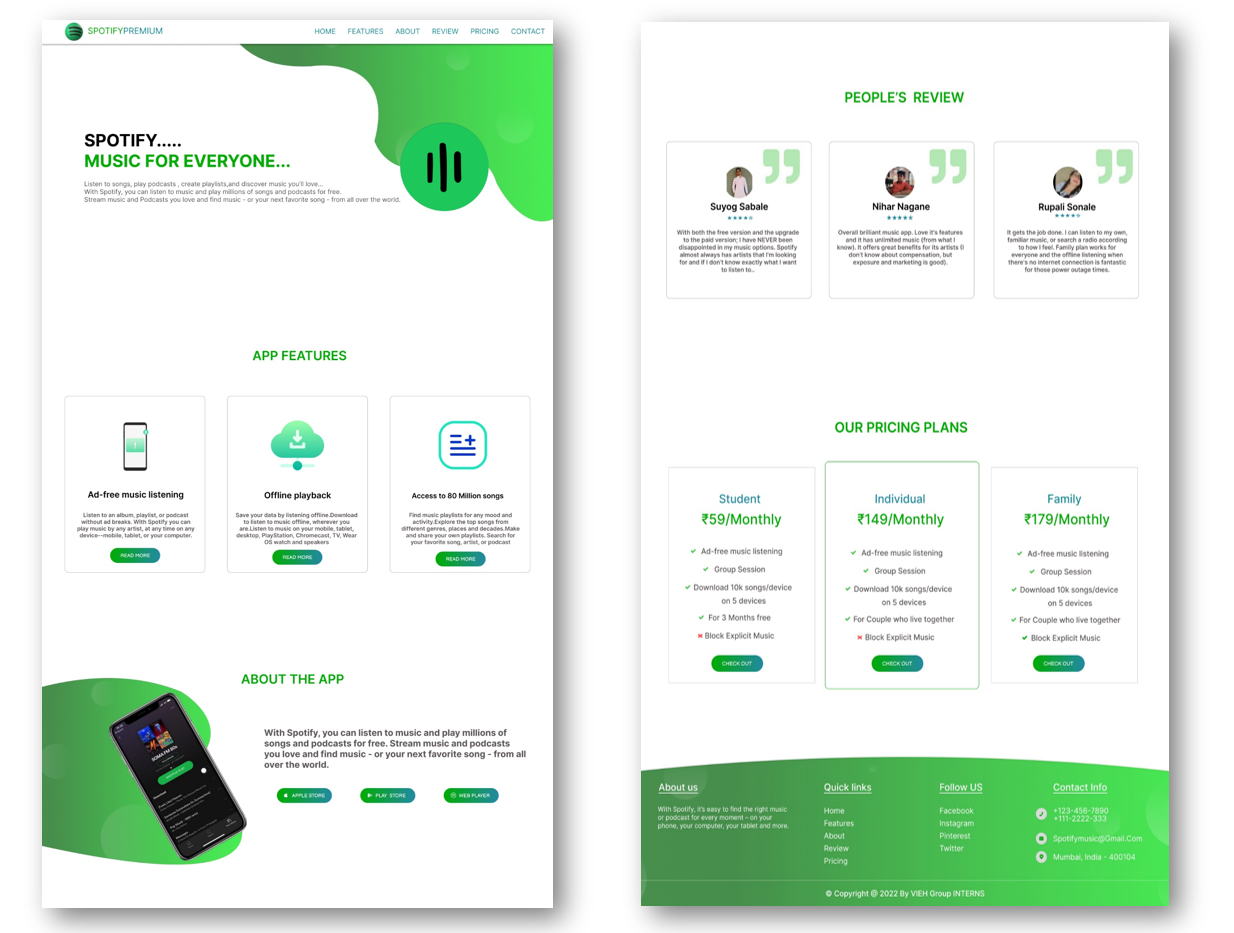 SPOTIFYPREMIUM
HOME FEATURES ABOUT REVIEW PRICING CONTACT
SPOTIFY.....
MUSIC FOR EVERYONE...
Listen to songs, play podcasts , create playlists,and discover music you'll love...
With Spotify, you can listen to music and play millions of songs and podcasts for free.
Stream music and Podcasts you love and find music - or your next favorite song - from all over the world.
APP FEATURES
Ad-free music listening
Listen to an album, playlist, or podcast
without ad breaks. With Spotify you can
play music by any artist, at any time on any
device--mobile, tablet, or your computer.
READ MORE
Offline playback
Save your data by listening offline.Download
to listen to music offline, wherever you
are.Listen to music on your mobile, tablet,
desktop, PlayStation, Chromecast, TV, Wear
OS watch and speakers
READ MORE
Access to 80 Million songs
Find music playlists for any mood and
activity.Explore the top songs from
different genres, places and decades.Make
and share your own playlists. Search for
your favorite song, artist, or podcast
READ MORE
ABOUT THE APP
SOMA FM 80s
With Spotify, you can listen to music and play millions of
songs and podcasts for free. Stream music and podcasts
you love and find music - or your next favorite song - from all
over the world.
APPLE STORE
PLAY STORE
WEB PLAYER
PEOPLE'S REVIEW
Suyog Sabale
With both the free version and the upgrade
to the paid version; I have NEVER been
disappointed in my music options. Spotify
almost always has artists that I'm looking
for and if I don't know exactly what I want
to listen to..
Nihar Nagane
Overall brilliant music app. Love it's features
and it has unlimited music (from what I
know). It offers great benefits for its artists (I
don't know about compensation, but
exposure and marketing is good).
Rupali Sonale
It gets the job done. I can listen to my own,
familiar music, or search a radio according
to how I feel. Family plan works for
everyone and the offline listening when
there's no internet connection is fantastic
for those power outage times.
OUR PRICING PLANS
Student
₹59/Monthly
Ad-free music listening
Group Session
Download 10k songs/device
on 5 devices
For 3 Months free
Block Explicit Music
CHECK OUT
Individual
₹149/Monthly
Ad-free music listening
Group Session
Download 10k songs/device
on 5 devices
For Couple who live together
Block Explicit Music
CHECK OUT
Family
₹179/Monthly
Ad-free music listening
Group Session
Download 10k songs/device
on 5 devices
For Couple who live together
Block Explicit Music
CHECK OUT
About us
With Spotify, it's easy to find the right music
or podcast for every moment – on your
phone, your computer, your tablet and more.
Quick links
Home
Features
About
Review
Pricing
Follow US
Facebook
Instagram
Pinterest
Twitter
Contact Info
+123-456-7890
+111-2222-333
Spotifymusic@Gmail.Com
Mumbai, India - 400104
© Copyright @ 2022 By VIEH Group INTERNS